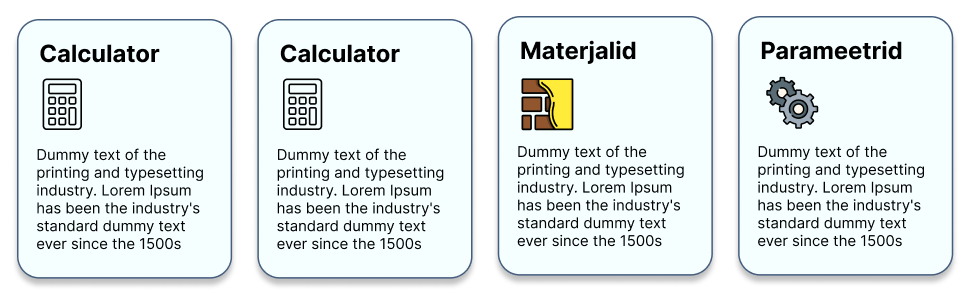 Calculator
Dummy text of the
printing and typesetting
industry. Lorem Ipsum
has been the industry's
standard dummy text
ever since the 1500s
Calculator
Dummy text of the
printing and typesetting
industry. Lorem Ipsum
has been the industry's
standard dummy text
ever since the 1500s
Materjalid
Dummy text of the
printing and typesetting
industry. Lorem Ipsum
has been the industry's
standard dummy text
ever since the 1500s
Parameetrid
Dummy text of the
printing and typesetting
industry. Lorem Ipsum
has been the industry's
standard dummy text
ever since the 1500s